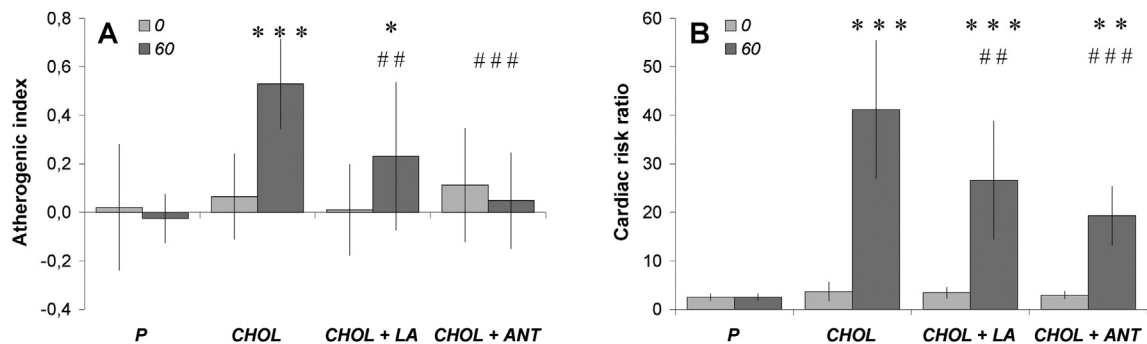 A
Atherogenic index
0,8
0,6
0,4
0,2
0,0
-0,2
-0,4
0
60
* * *
*
# #
# # #
P
CHOL
CHOL + LA
CHOL + ANT
B
Cardiac risk ratio
60
50
40
30
20
10
0
0
60
* * *
* * *
# #
* *
# # #
P
CHOL
CHOL + LA
CHOL + ANT